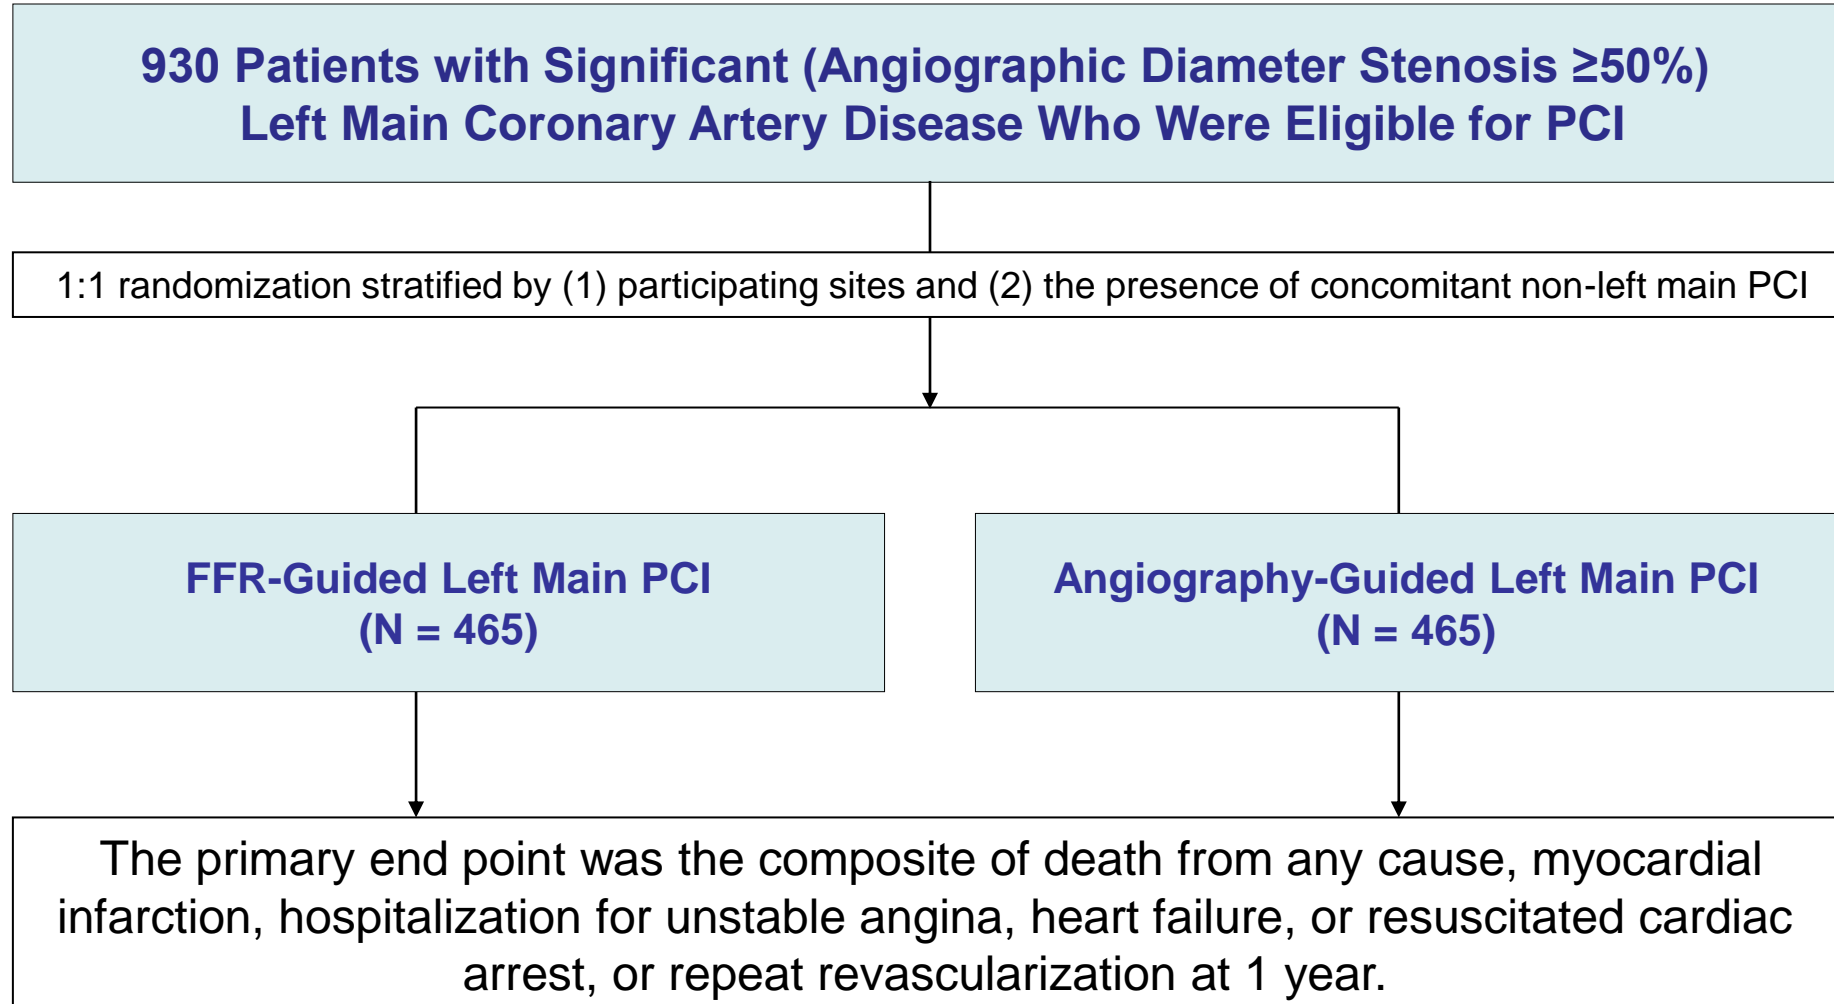 930 Patients with Significant (Angiographic Diameter Stenosis ≥50%)
Left Main Coronary Artery Disease Who Were Eligible for PCI
1:1 randomization stratified by (1) participating sites and (2) the presence of concomitant non-left main PCI
FFR-Guided Left Main PCI
(N = 465)
Angiography-Guided Left Main PCI
(N = 465)
The primary end point was the composite of death from any cause, myocardial
infarction, hospitalization for unstable angina, heart failure, or resuscitated cardiac
arrest, or repeat revascularization at 1 year.